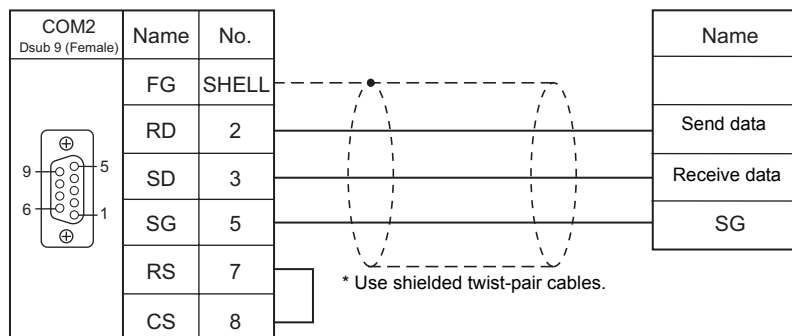 COM2
Dsub 9 (Female)
Name
No.
Name
FG
SHELL
RD
2
Send data
9
5
SD
3
Receive data
6
1
SG
5
SG
RS
7
* Use shielded twist-pair cables.
CS
8